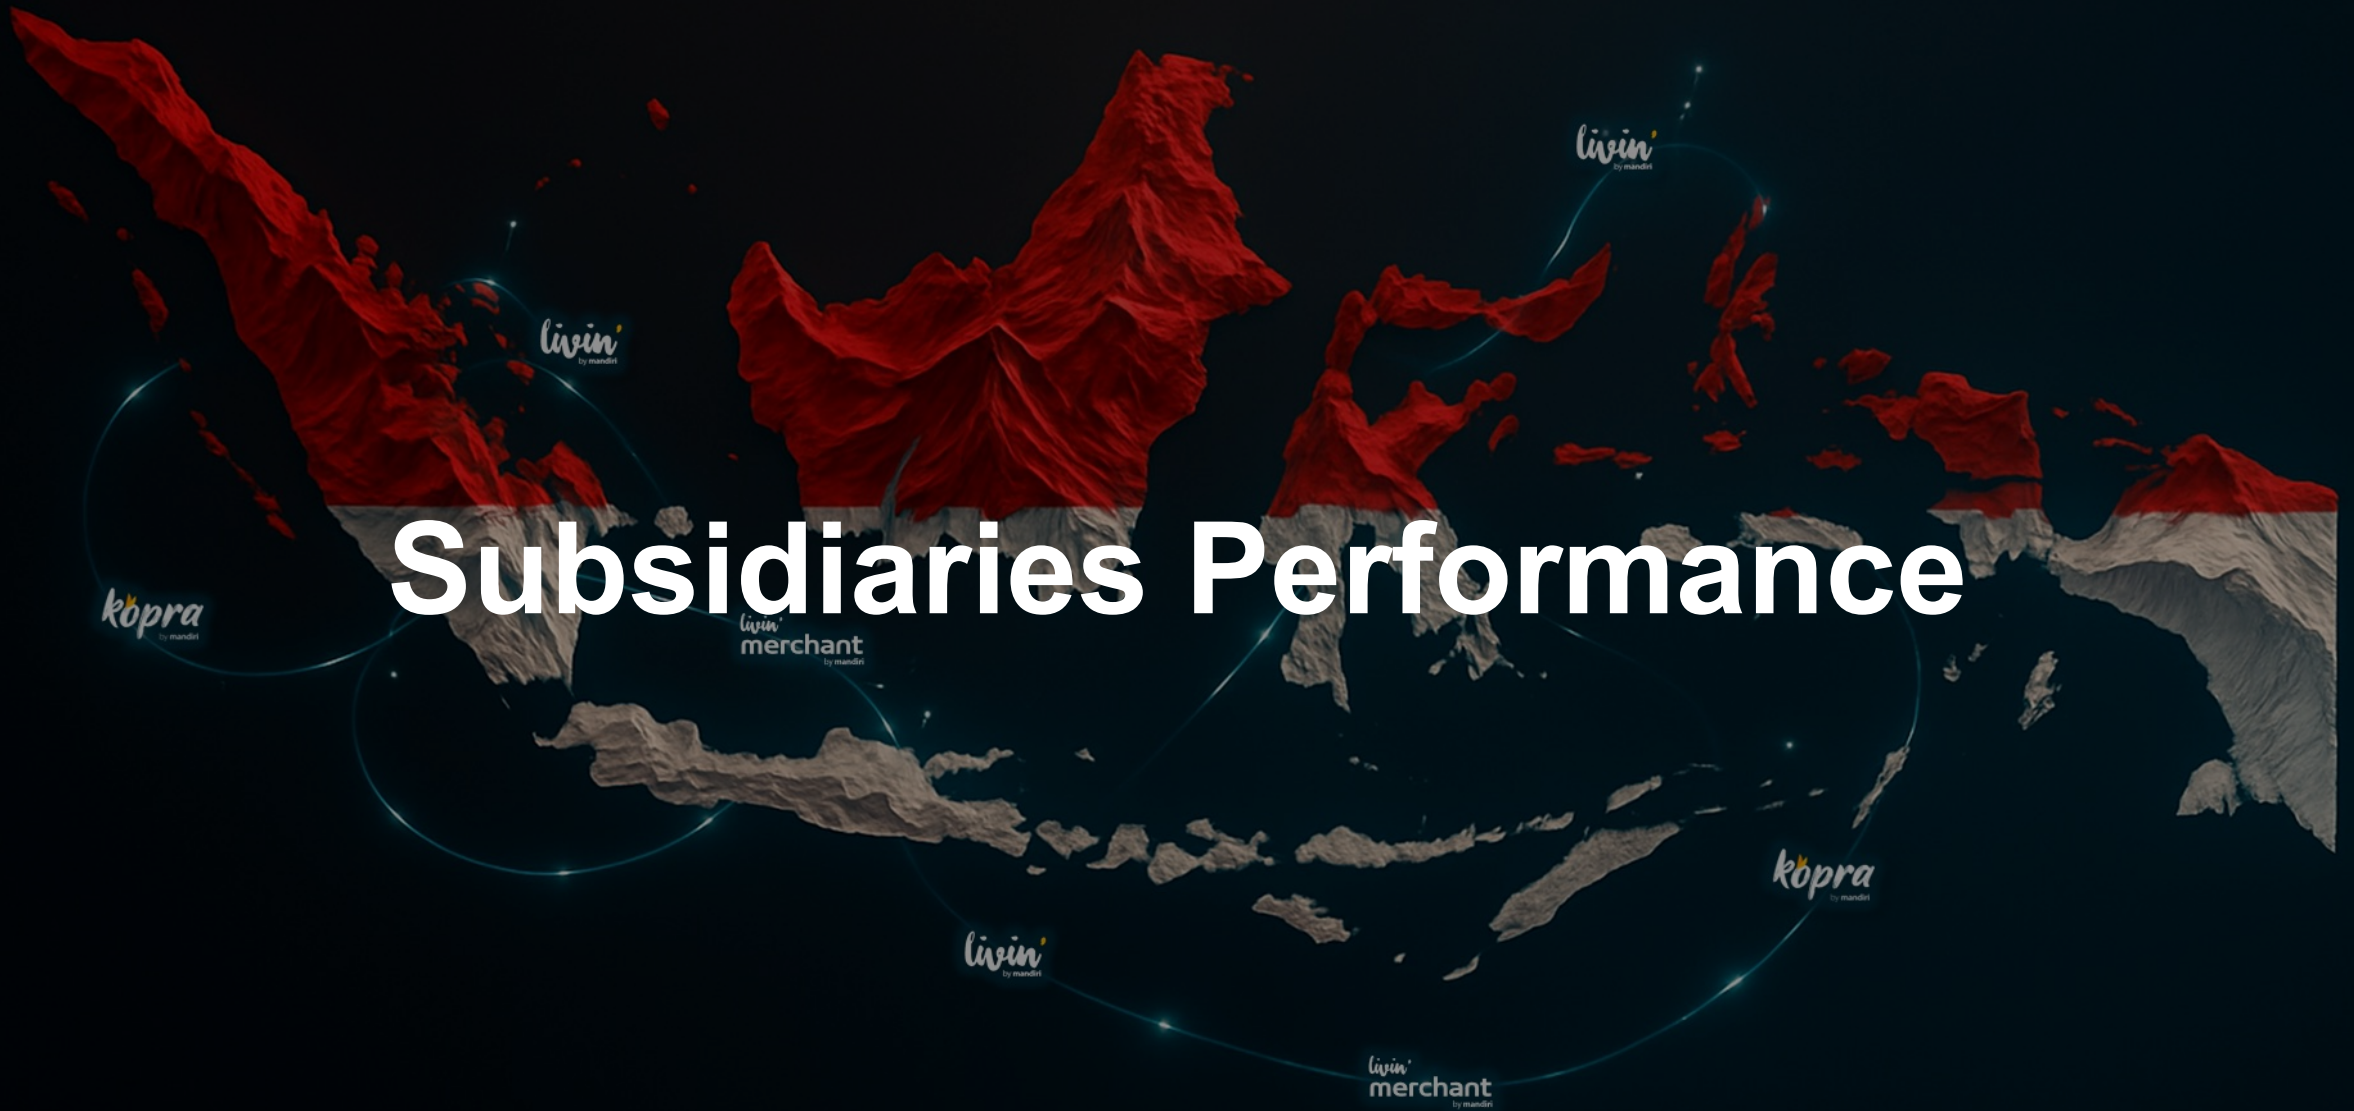 livin'
by mandiri
livin'
by mandiri
Subsidiaries Performance
kopra
by mandiri
livin'
merchant
by mandiri
kopra
by mandiri
livin'
by mandiri
livin'
merchant
by mandiri